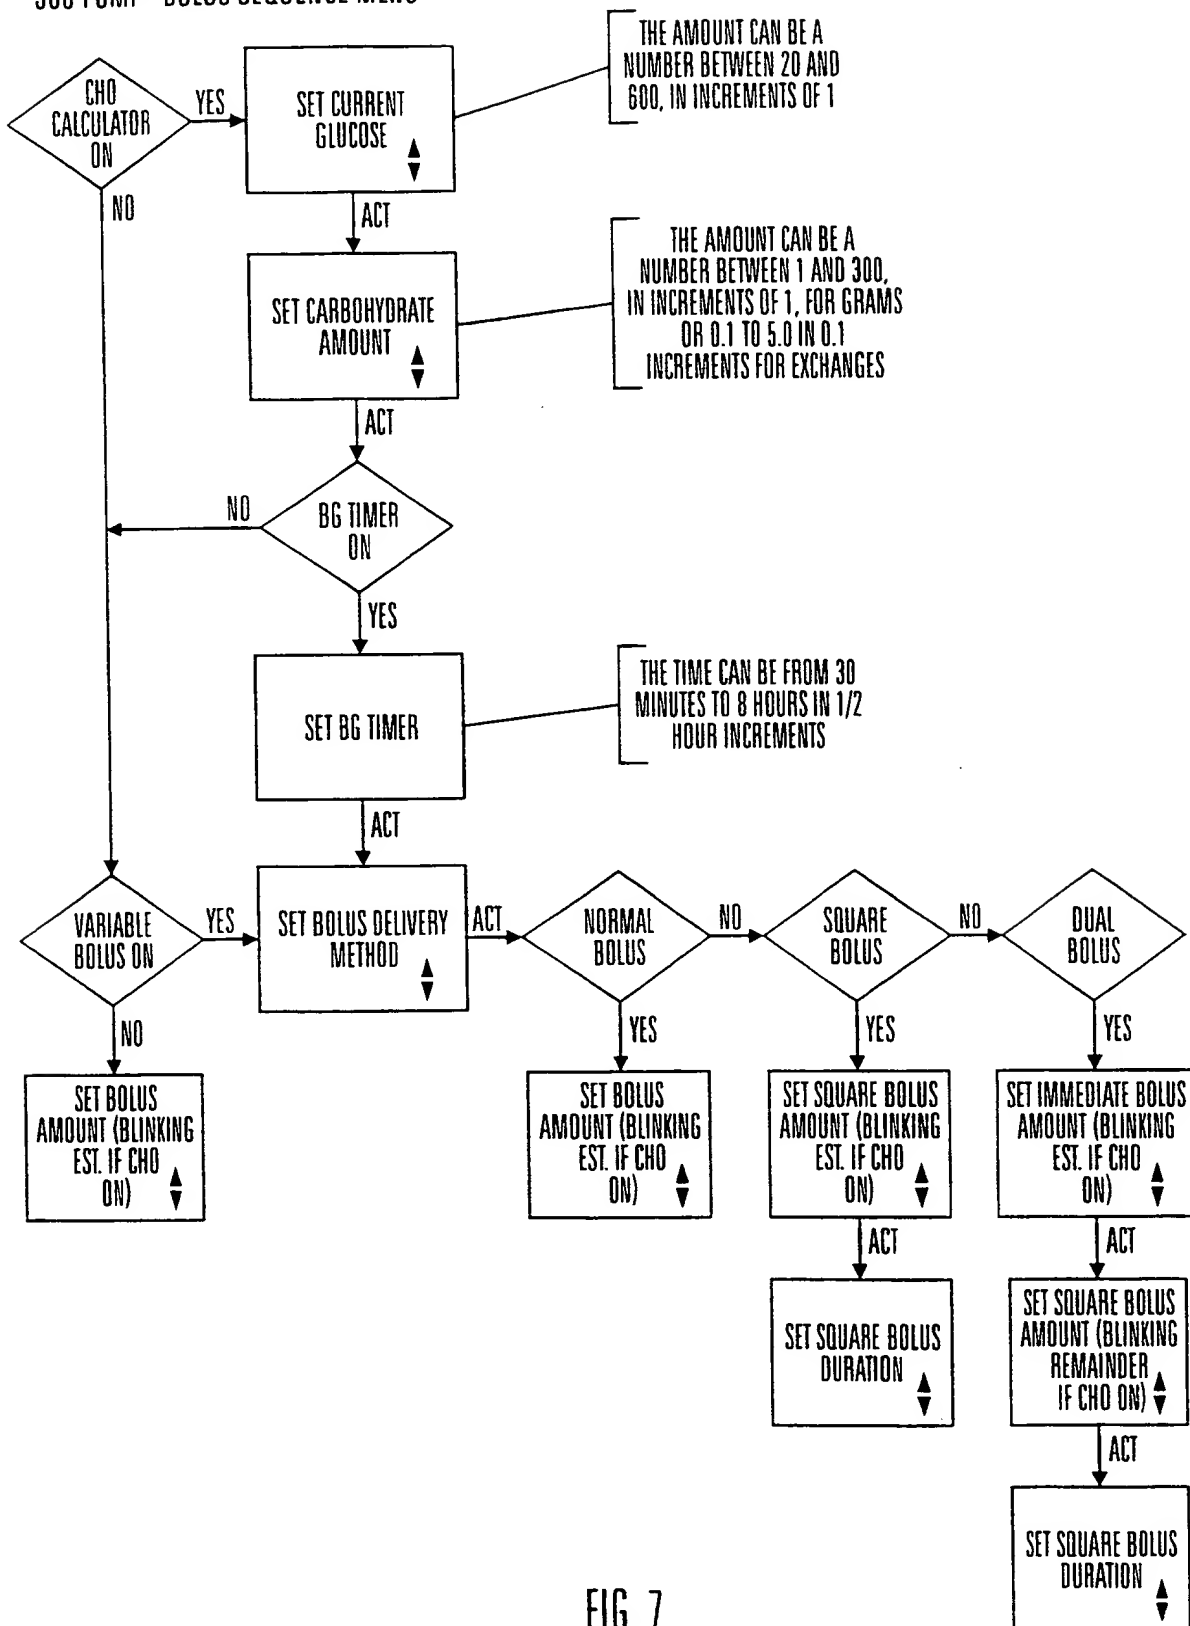 THE AMOUNT CAN BE A
NUMBER BETWEEN 20 AND
600, IN INCREMENTS OF 1
CHO
CALCULATOR
ON
YES
SET CURRENT
GLUCOSE
NO
ACT
THE AMOUNT CAN BE A
NUMBER BETWEEN 1 AND 300,
IN INCREMENTS OF 1, FOR GRAMS
OR 0.1 TO 5.0 IN 0.1
INCREMENTS FOR EXCHANGES
SET CARBOHYDRATE
AMOUNT
ACT
NO
BG TIMER
ON
YES
THE TIME CAN BE FROM 30
MINUTES TO 8 HOURS IN 1/2
HOUR INCREMENTS
SET BG TIMER
ACT
VARIABLE
BOLUS ON
YES
SET BOLUS DELIVERY
METHOD
ACT
NORMAL
BOLUS
NO
SQUARE
BOLUS
NO
DUAL
BOLUS
NO
YES
YES
YES
SET BOLUS
AMOUNT (BLINKING
EST. IF CHO
ON)
SET BOLUS
AMOUNT (BLINKING
EST. IF CHO
ON)
SET SQUARE BOLUS
AMOUNT (BLINKING
EST. IF CHO
ON)
SET IMMEDIATE BOLUS
AMOUNT (BLINKING
EST. IF CHO
ON)
ACT
ACT
SET SQUARE BOLUS
DURATION
SET SQUARE BOLUS
AMOUNT (BLINKING
REMAINDER
IF CHO ON)
ACT
SET SQUARE BOLUS
DURATION
FIG. 7